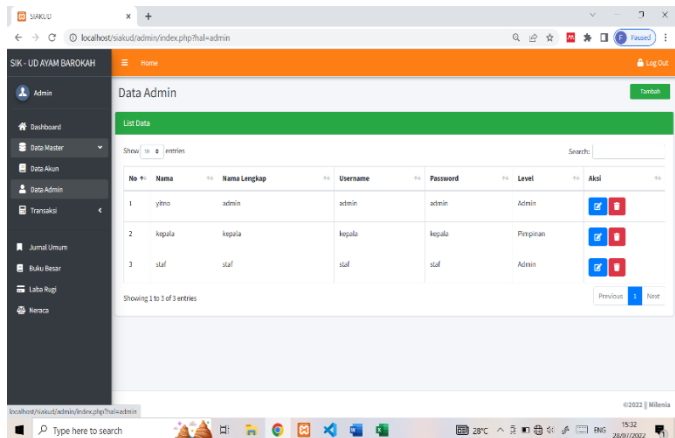 SIAKUD
localhost/siakud/admin/index.php?hal=admin
F Paused
SIK - UD AYAM BAROKAH
Home
Log Out
Admin
Data Admin
Tambah
Dashboard
Data Master
Data Akun
Data Admin
Transaksi
Jurnal Umum
Buku Besar
Laba Rugi
Neraca
List Data
Show 10 entries
Search:
No Nama Nama Lengkap Username Password Level Aksi
1 yitno admin admin admin Admin
2 kepala kepala kepala kepala Pimpinan
3 staf staf staf staf Admin
Showing 1 to 3 of 3 entries
Previous 1 Next
©2022 || Milenia
localhost/siakud/admin/index.php?hal=admin
Type here to search
28°C
ENG
15:32
28/07/2022